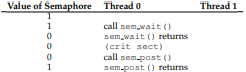 Value of Semaphore Thread 0 Thread 1
1
1 call sem_wait()
0 sem_wait() returns
0 (crit sect)
0 call sem_post()
1 sem_post() returns